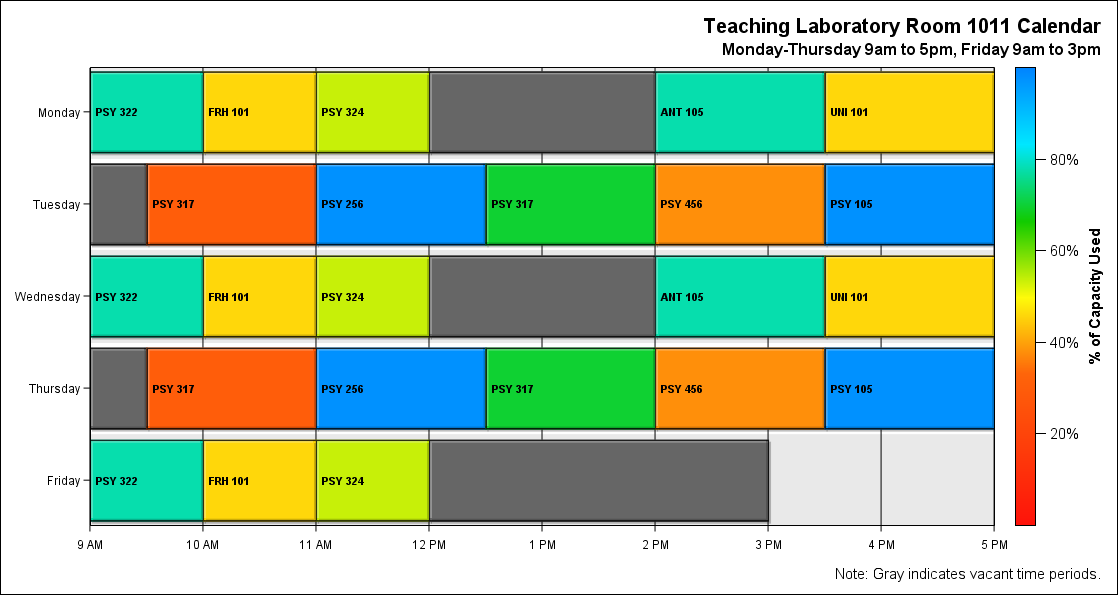 Teaching Laboratory Room 1011 Calendar
Monday-Thursday 9am to 5pm, Friday 9am to 3pm
Monday PSY 322 FRH 101 PSY 324 ANT 105 UNI 101
Tuesday PSY 317 PSY 256 PSY 317 PSY 456 PSY 105
Wednesday PSY 322 FRH 101 PSY 324 ANT 105 UNI 101
Thursday PSY 317 PSY 256 PSY 317 PSY 456 PSY 105
Friday PSY 322 FRH 101 PSY 324
9 AM 10 AM 11 AM 12 PM 1 PM 2 PM 3 PM 4 PM 5 PM
80%
60%
40%
20%
% of Capacity Used
Note: Gray indicates vacant time periods.